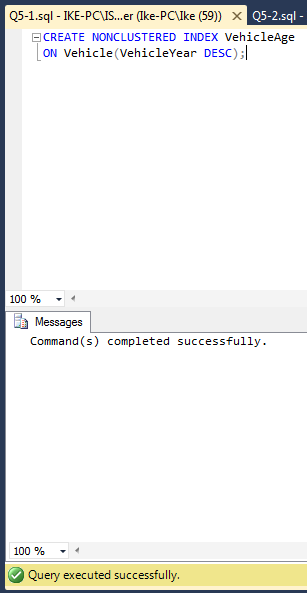 Q5-1.sql - IKE-PC\IS...er (Ike-PC\Ike (59)) Q5-2.sql -
CREATE NONCLUSTERED INDEX VehicleAge
ON Vehicle(VehicleYear DESC);
100 %
Messages
Command(s) completed successfully.
100 %
Query executed successfully.